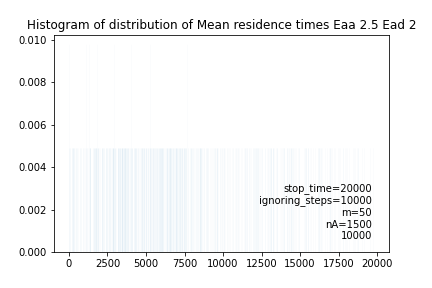 Histogram of distribution of Mean residence times Eaa 2.5 Ead 2
0.010
0.008
0.006
0.004
0.002
0.000
stop_time=20000
ignoring_steps=10000
m=50
nA=1500
10000
0 2500 5000 7500 10000 12500 15000 17500 20000